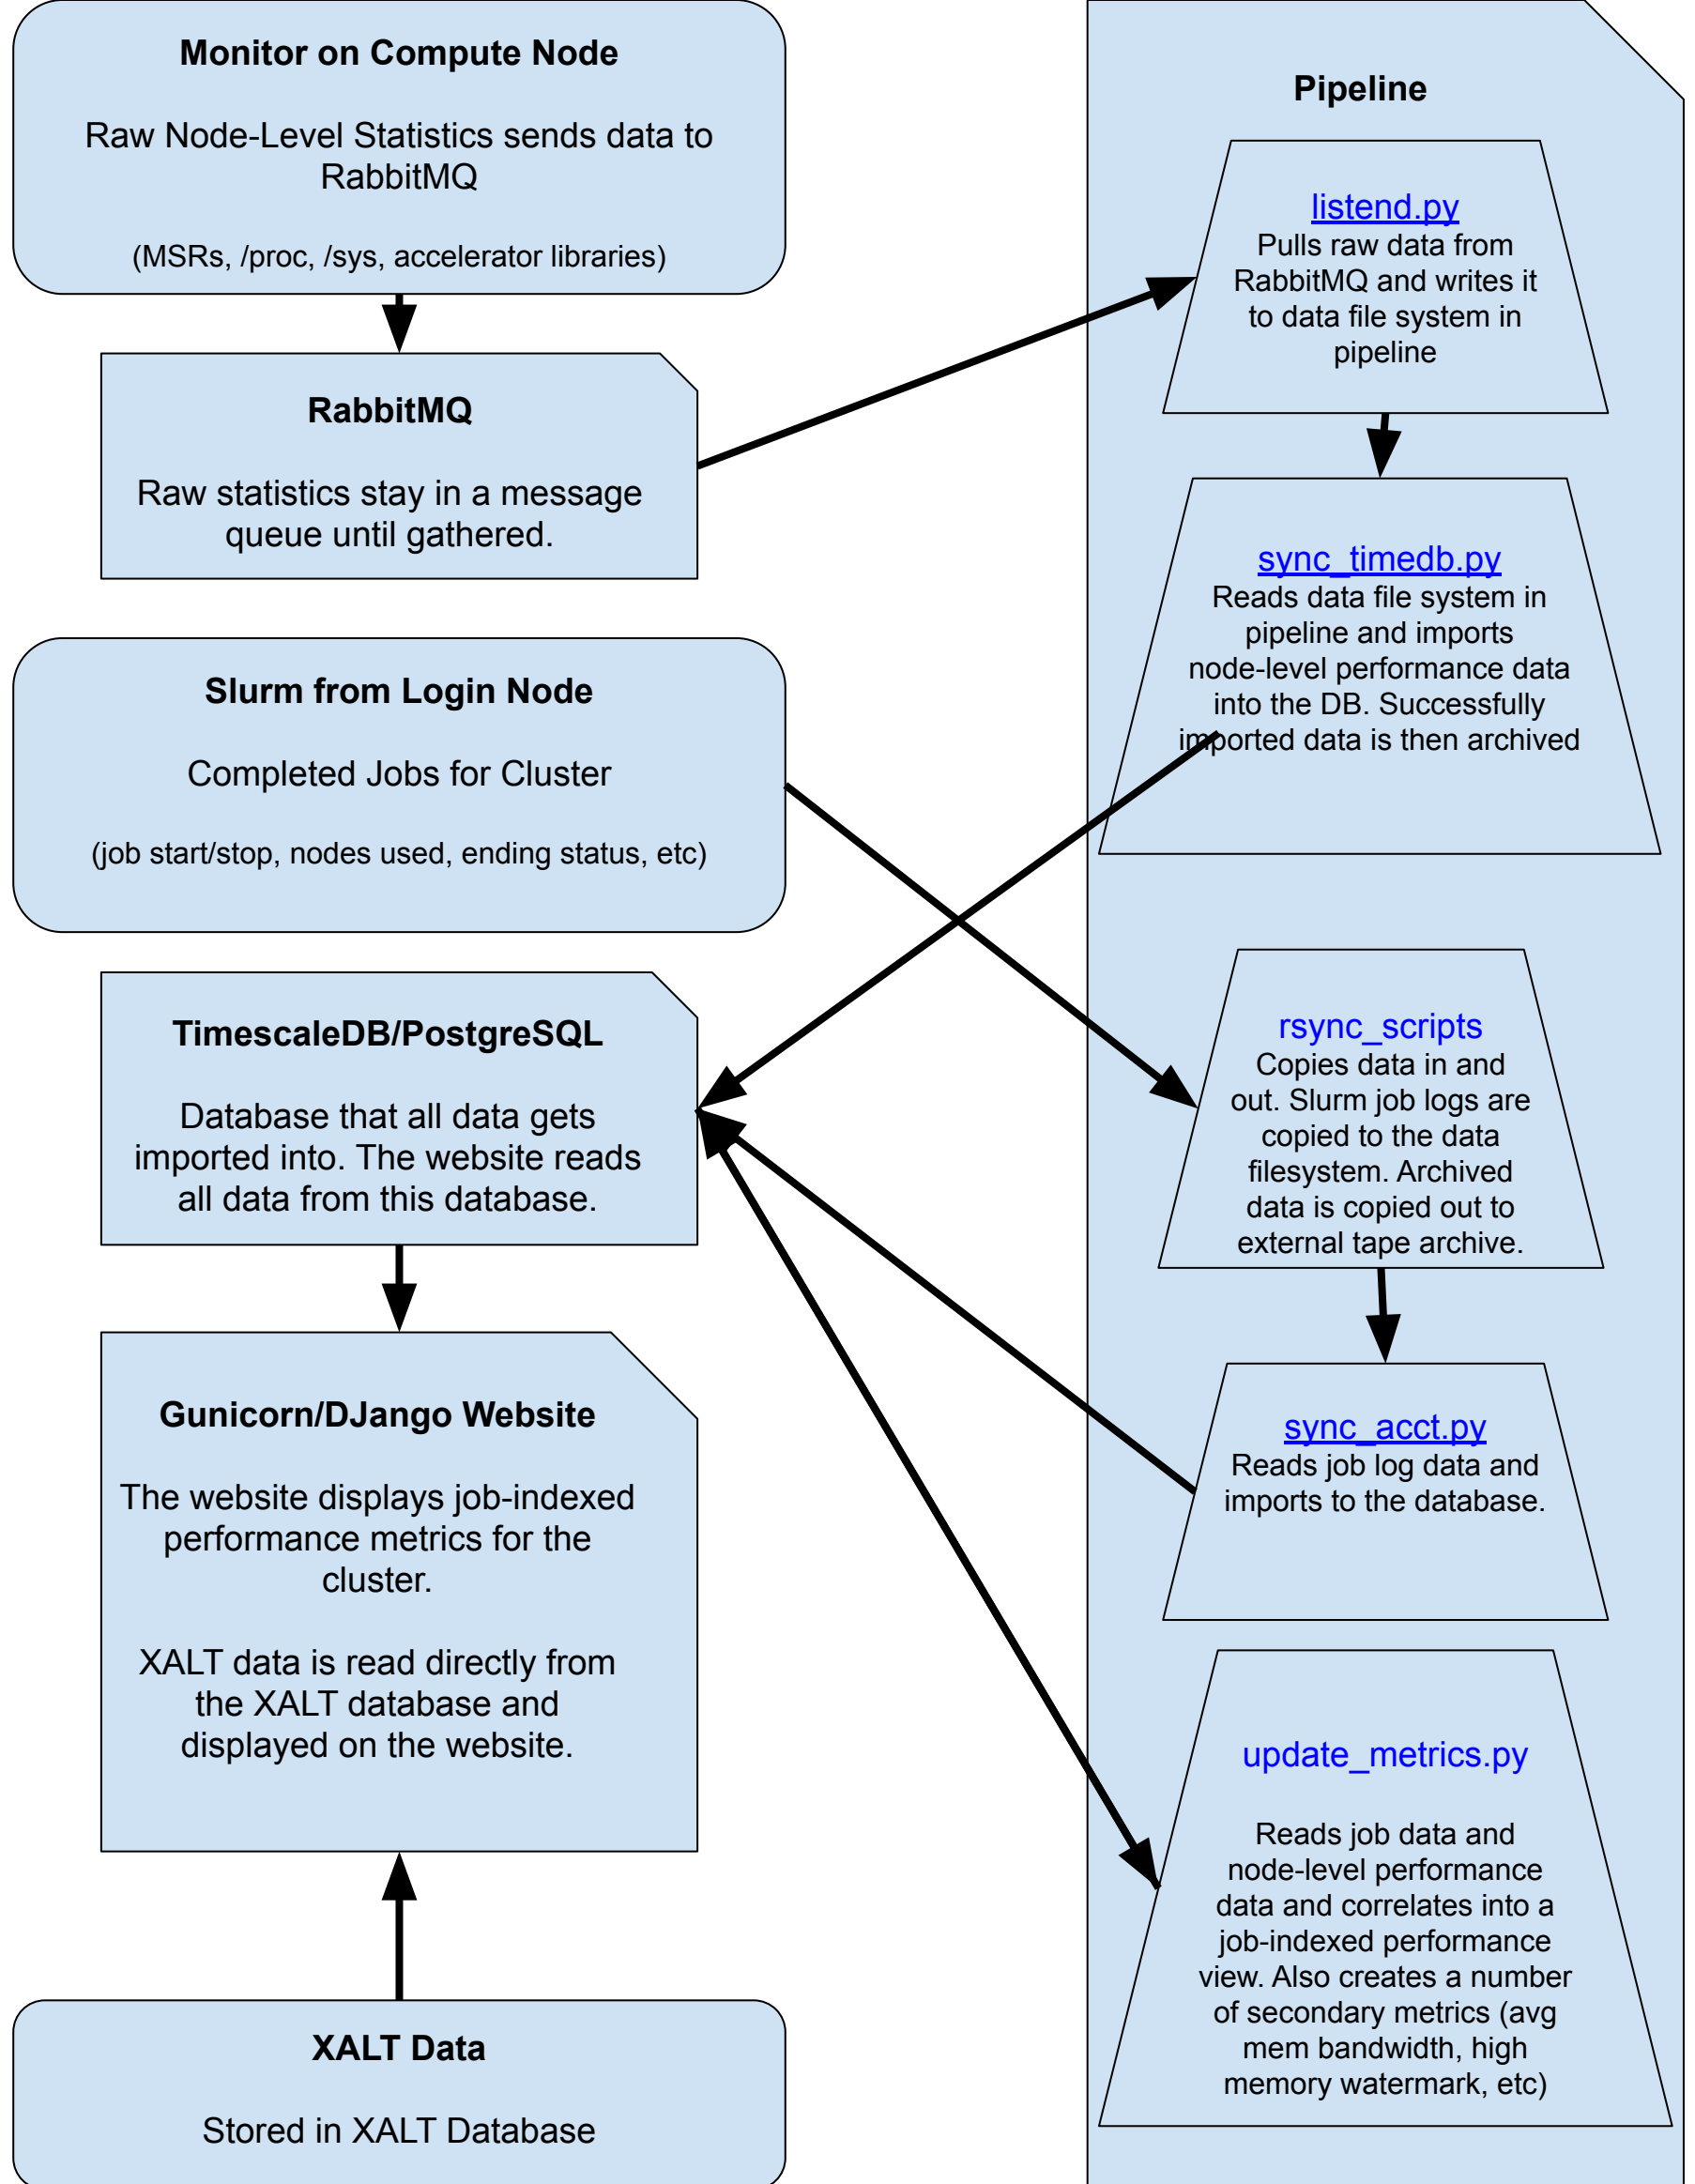 Monitor on Compute Node
Raw Node-Level Statistics sends data to
RabbitMQ
(MSRs, /proc, /sys, accelerator libraries)
RabbitMQ
Raw statistics stay in a message
queue until gathered.
Slurm from Login Node
Completed Jobs for Cluster
(job start/stop, nodes used, ending status, etc)
TimescaleDB/PostgreSQL
Database that all data gets
imported into. The website reads
all data from this database.
Gunicorn/DJango Website
The website displays job-indexed
performance metrics for the
cluster.
XALT data is read directly from
the XALT database and
displayed on the website.
XALT Data
Stored in XALT Database
Pipeline
listend.py
Pulls raw data from
RabbitMQ and writes it
to data file system in
pipeline
sync_timedb.py
Reads data file system in
pipeline and imports
node-level performance data
into the DB. Successfully
imported data is then archived
rsync_scripts
Copies data in and
out. Slurm job logs are
copied to the data
filesystem. Archived
data is copied out to
external tape archive.
sync_acct.py
Reads job log data and
imports to the database.
update_metrics.py
Reads job data and
node-level performance
data and correlates into a
job-indexed performance
view. Also creates a number
of secondary metrics (avg
mem bandwidth, high
memory watermark, etc)